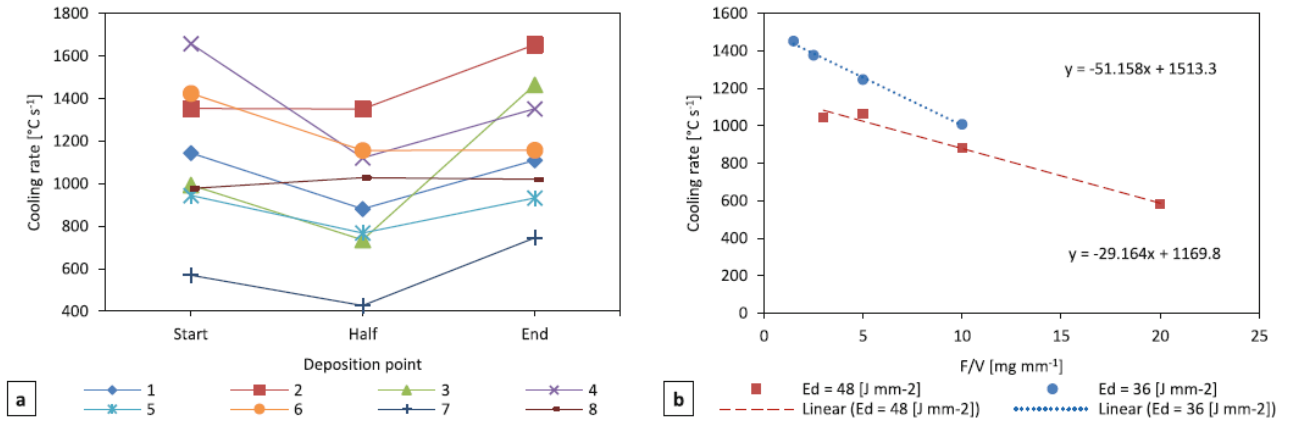 1800
1600
1400
1200
1000
800
600
400
Cooling rate [°C s⁻¹]
Start Half End
Deposition point
1 2 3 4
5 6 7 8
a
1600
1400
1200
1000
800
600
400
200
0
Cooling rate [°C s⁻¹]
y = -51.158x + 1513.3
y = -29.164x + 1169.8
0 5 10 15 20 25
F/V [mg mm⁻¹]
Ed = 48 [J mm-2] Ed = 36 [J mm-2]
Linear (Ed = 48 [J mm-2]) Linear (Ed = 36 [J mm-2])
b